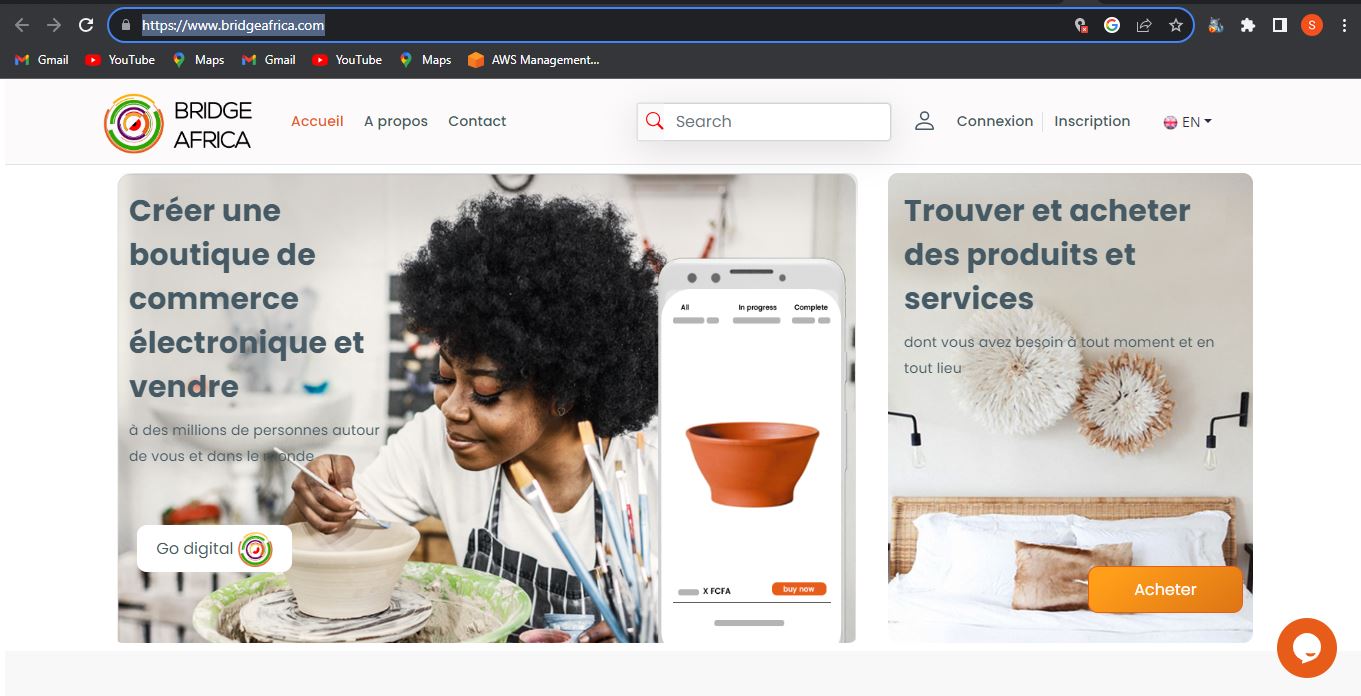 https://www.bridgeafrica.com
Gmail YouTube Maps Gmail YouTube Maps AWS Management...
BRIDGE
AFRICA
Accueil A propos Contact Search Connexion Inscription EN
S
Créer une
boutique de
commerce
électronique et
vendre
à des millions de personnes autour
de vous et dans le monde
Go digital
All In progress Complete
X FCFA buy now
Trouver et acheter
des produits et
services
dont vous avez besoin à tout moment et en
tout lieu
Acheter